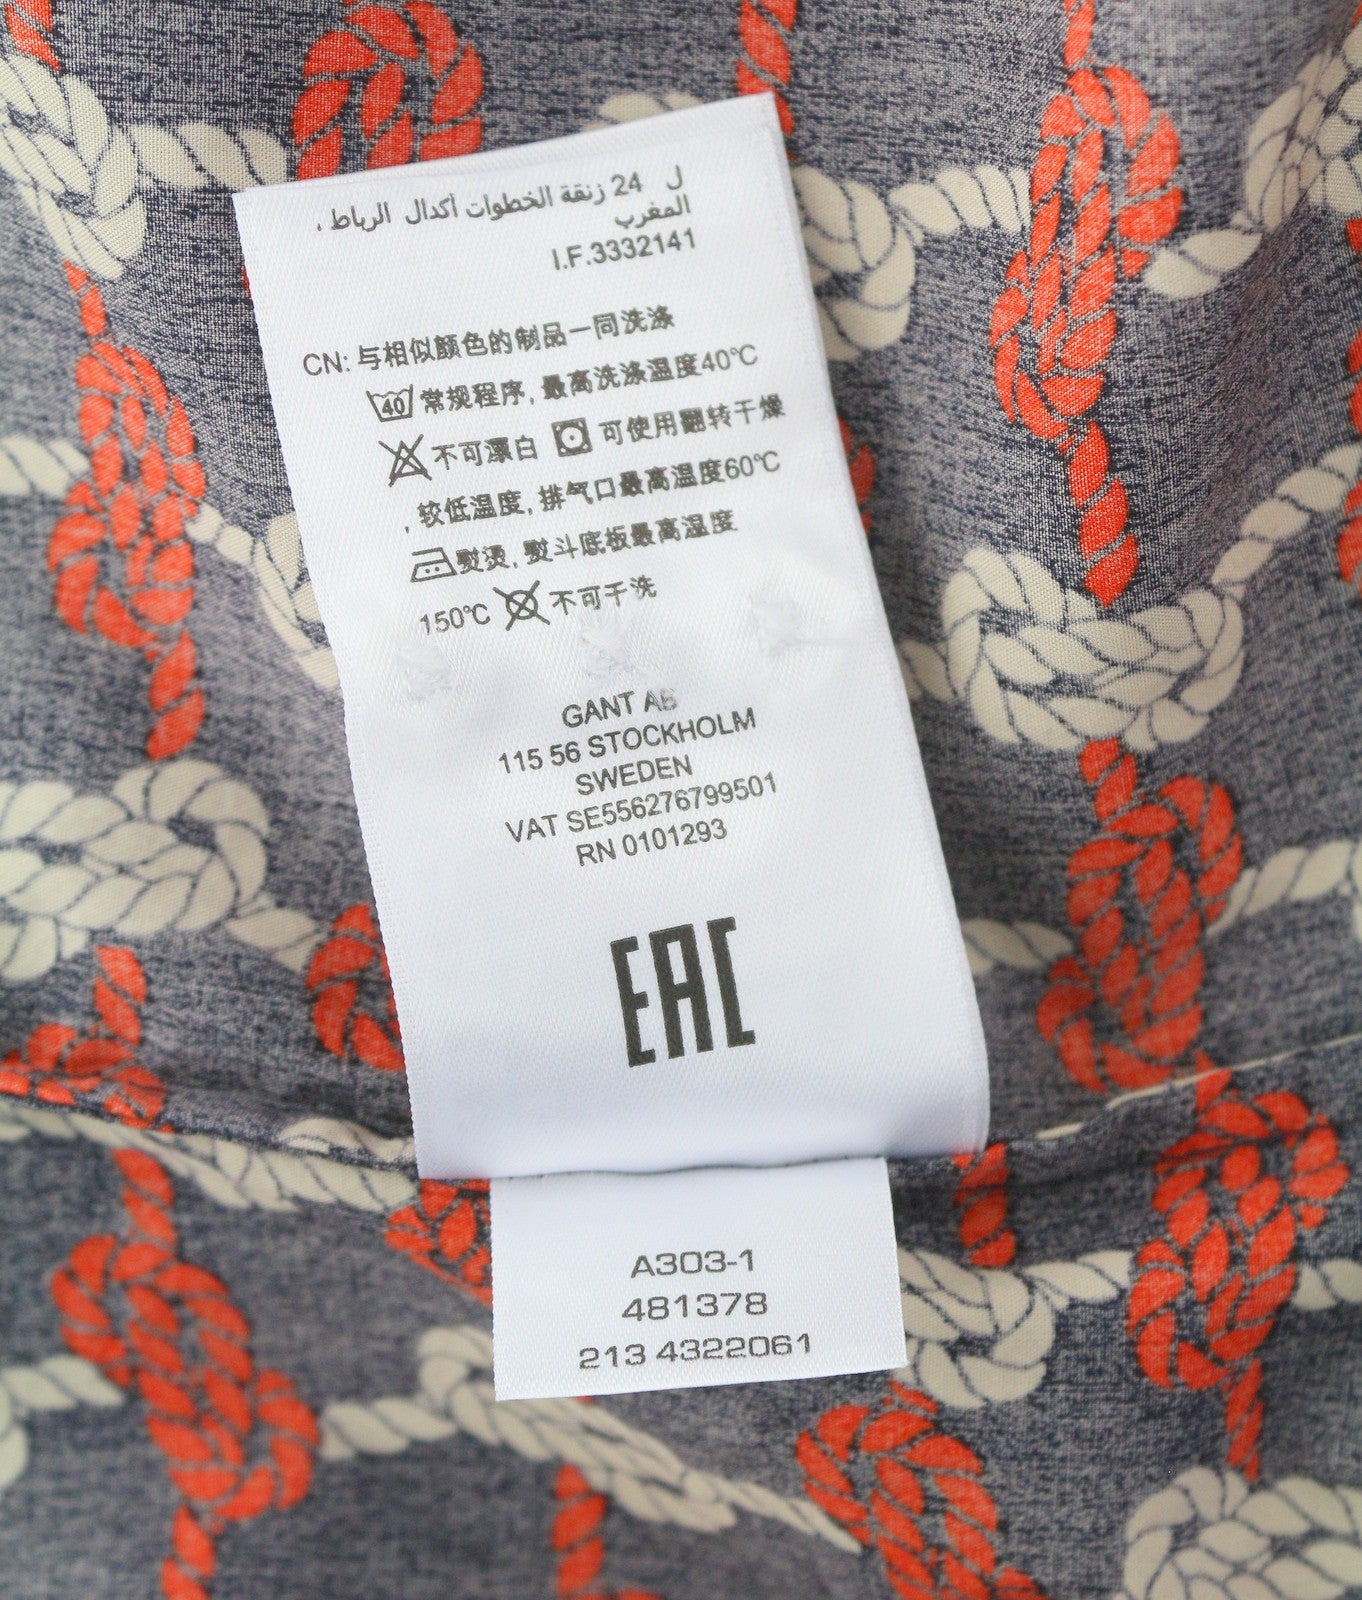 ل 24 زنقة الخطوات أكدال الرباط ،
المغرب
I.F.3332141
CN: 与相似颜色的制品一同洗涤
40 常规程序, 最高洗涤温度40℃
不可漂白 可使用翻转干燥
, 较低温度, 排气口最高温度60℃
熨烫, 熨斗底板最高温度
150℃ 不可干洗
GANT AB
115 56 STOCKHOLM
SWEDEN
VAT SE556276799501
RN 0101293
EAC
A303-1
481378
213 4322061